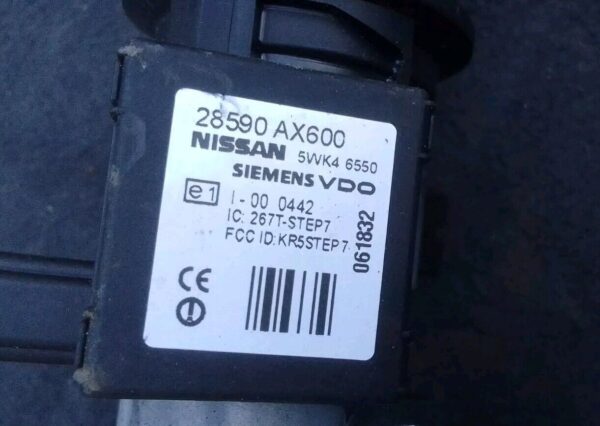 28590 AX600
NISSAN 5WK4 6550
SIEMENS VDO
e1 I-00 0442
IC: 267T-STEP7
FCC ID:KR5STEP7
061832
CE